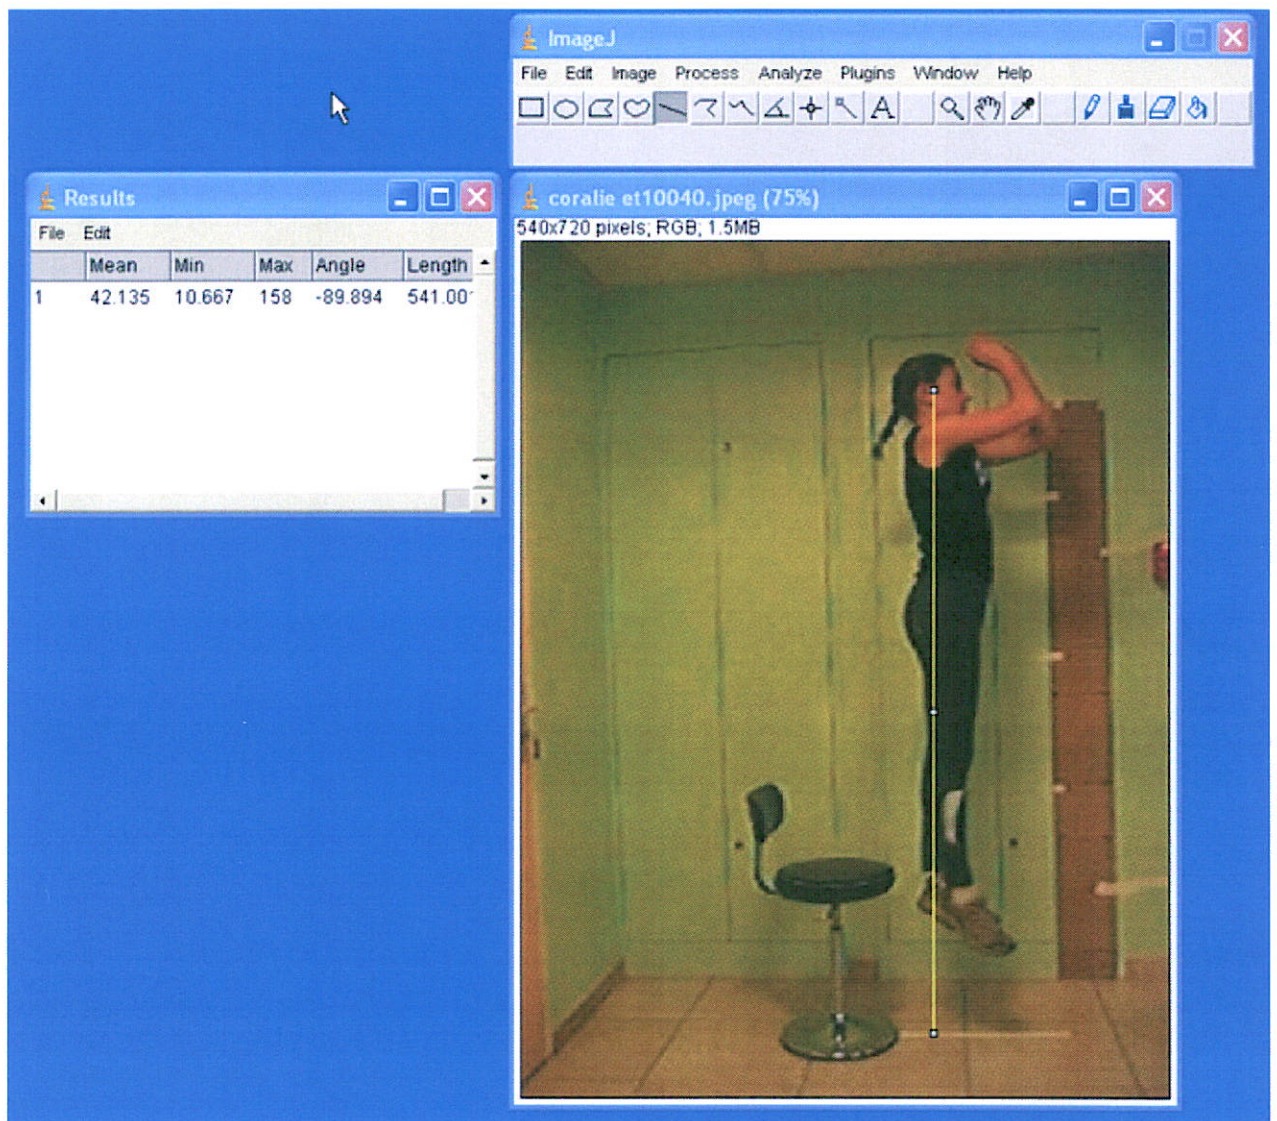 ImageJ
File Edit Image Process Analyze Plugins Window Help
A
Results
File Edit
Mean Min Max Angle Length
1 42.135 10.667 158 -89.894 541.00
coralie et10040.jpeg (75%)
540x720 pixels; RGB; 1.5MB